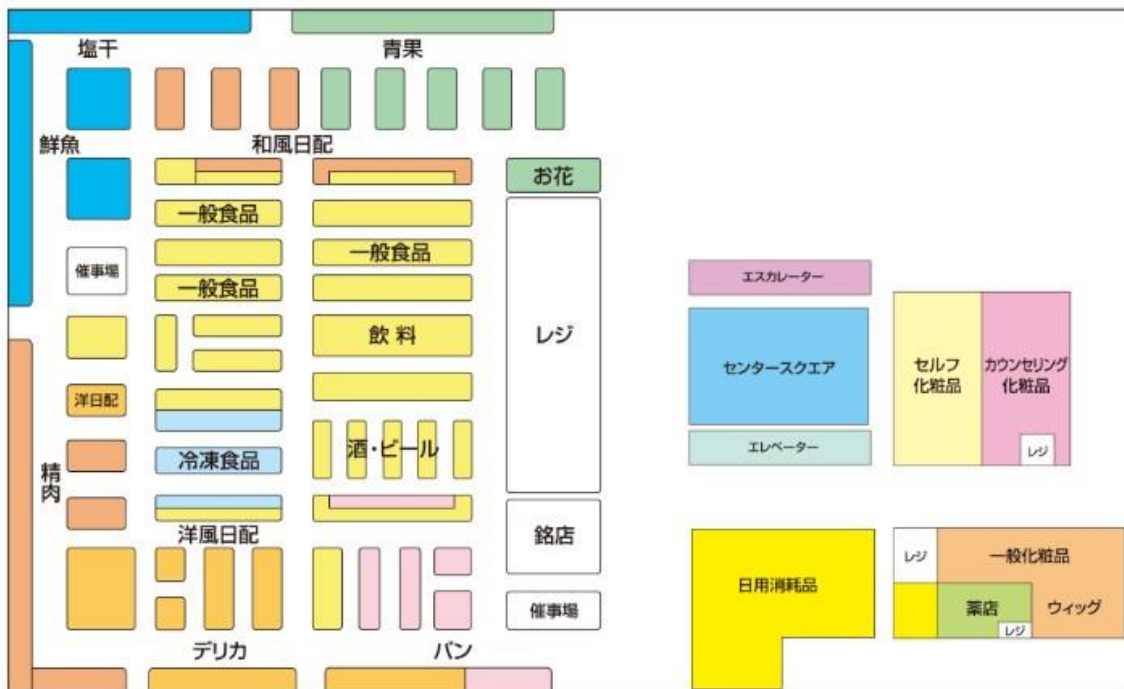 塩干
青果
鮮魚
和風日配
お花
一般食品
一般食品
催事場
一般食品
エスカレーター
飲料
レジ
センタースクエア
セルフ
化粧品
カウンセリング
化粧品
洋日配
酒・ビール
エレベーター
レジ
冷凍食品
精肉
洋風日配
銘店
レジ
一般化粧品
日用消耗品
催事場
薬店
ウィッグ
レジ
デリカ
パン